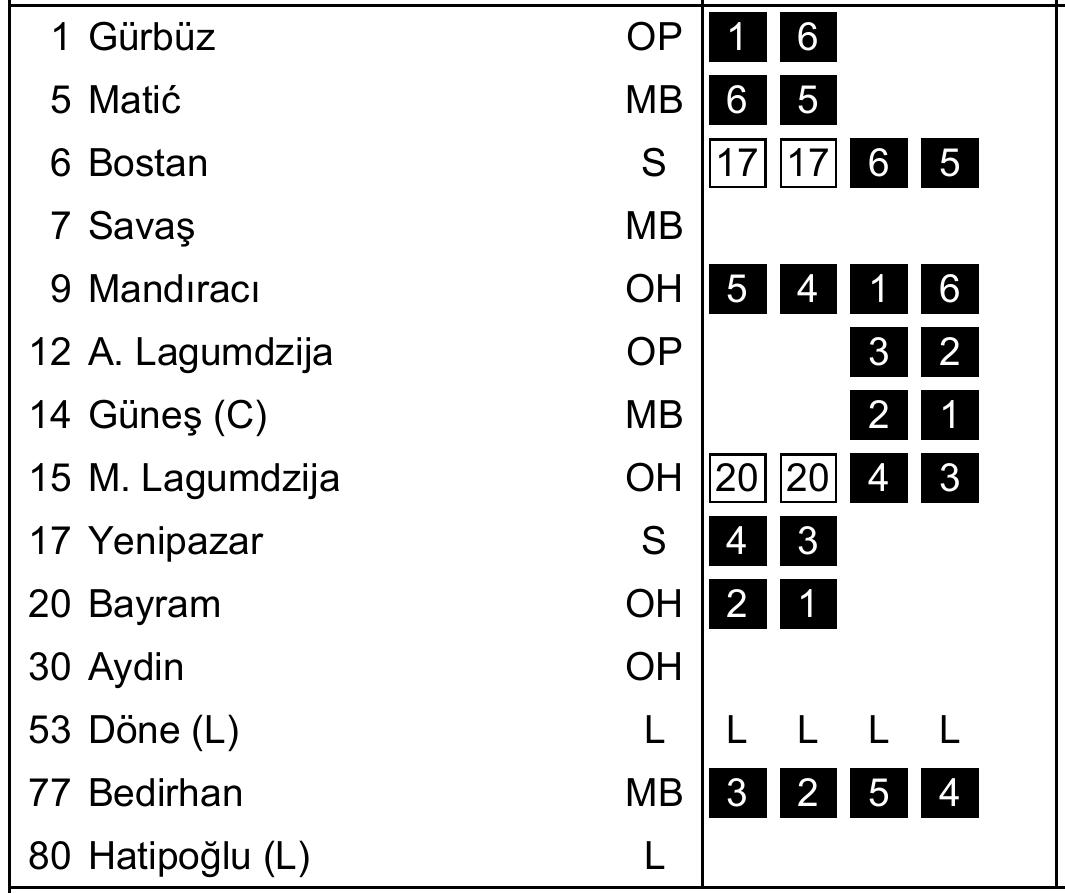 1 Gürbüz OP 1 6
5 Matić MB 6 5
6 Bostan S 17 17 6 5
7 Savaş MB
9 Mandıracı OH 5 4 1 6
12 A. Lagumdzija OP 3 2
14 Güneş (C) MB 2 1
15 M. Lagumdzija OH 20 20 4 3
17 Yenipazar S 4 3
20 Bayram OH 2 1
30 Aydin OH
53 Döne (L) L L L L L
77 Bedirhan MB 3 2 5 4
80 Hatipoğlu (L) L